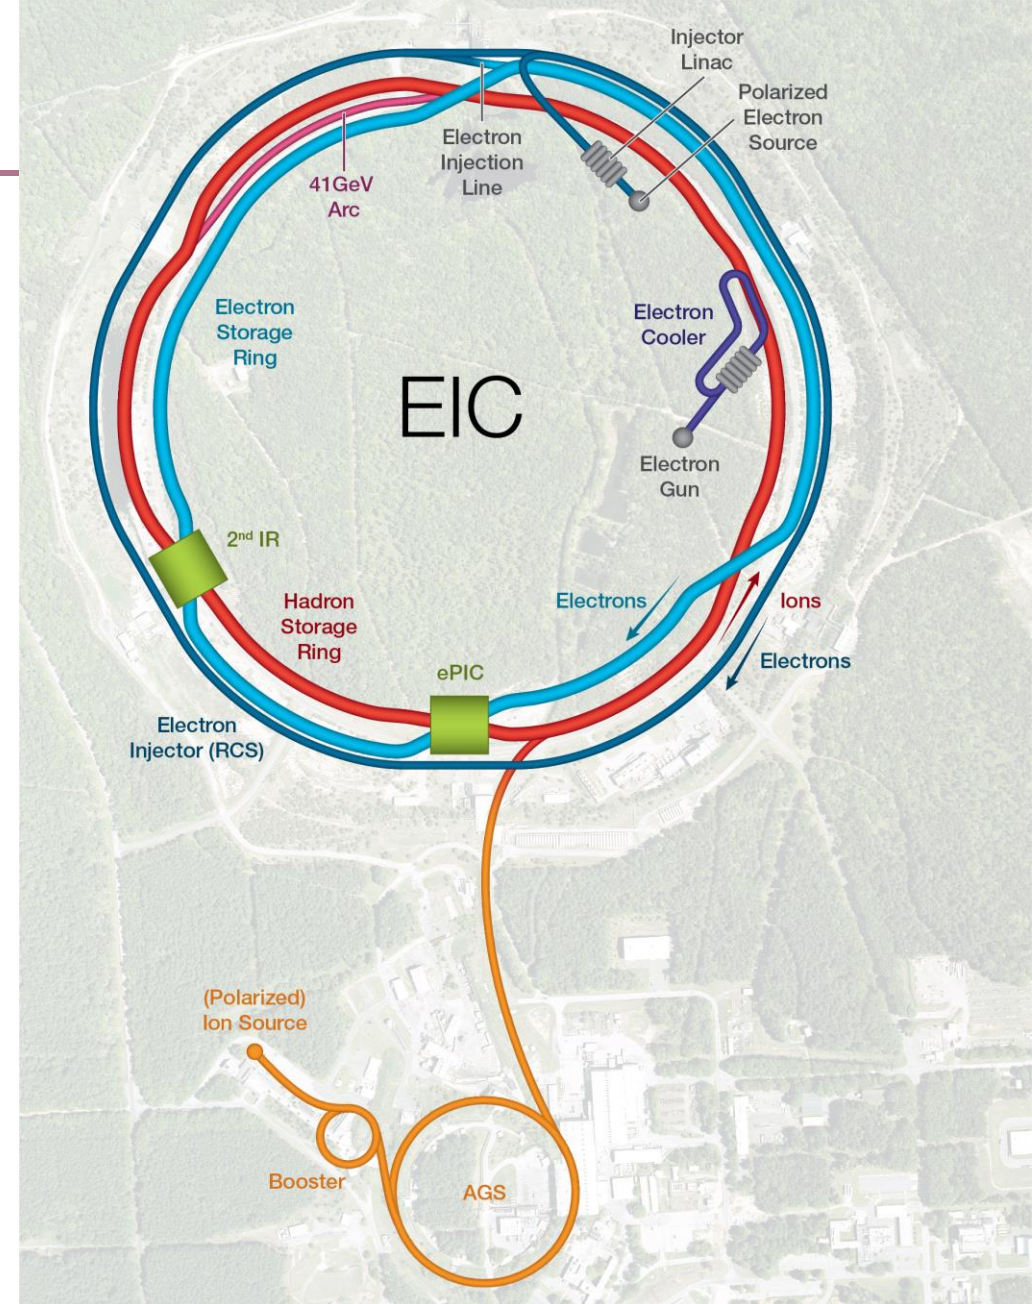 Injector
Linac
Polarized
Electron
Source
Electron
Injection
Line
41GeV
Arc
Electron
Storage
Ring
Electron
Cooler
EIC
Electron
Gun
2nd IR
Hadron
Storage
Ring
Electrons
Ions
Electrons
ePIC
Electron
Injector (RCS)
(Polarized)
Ion Source
Booster
AGS